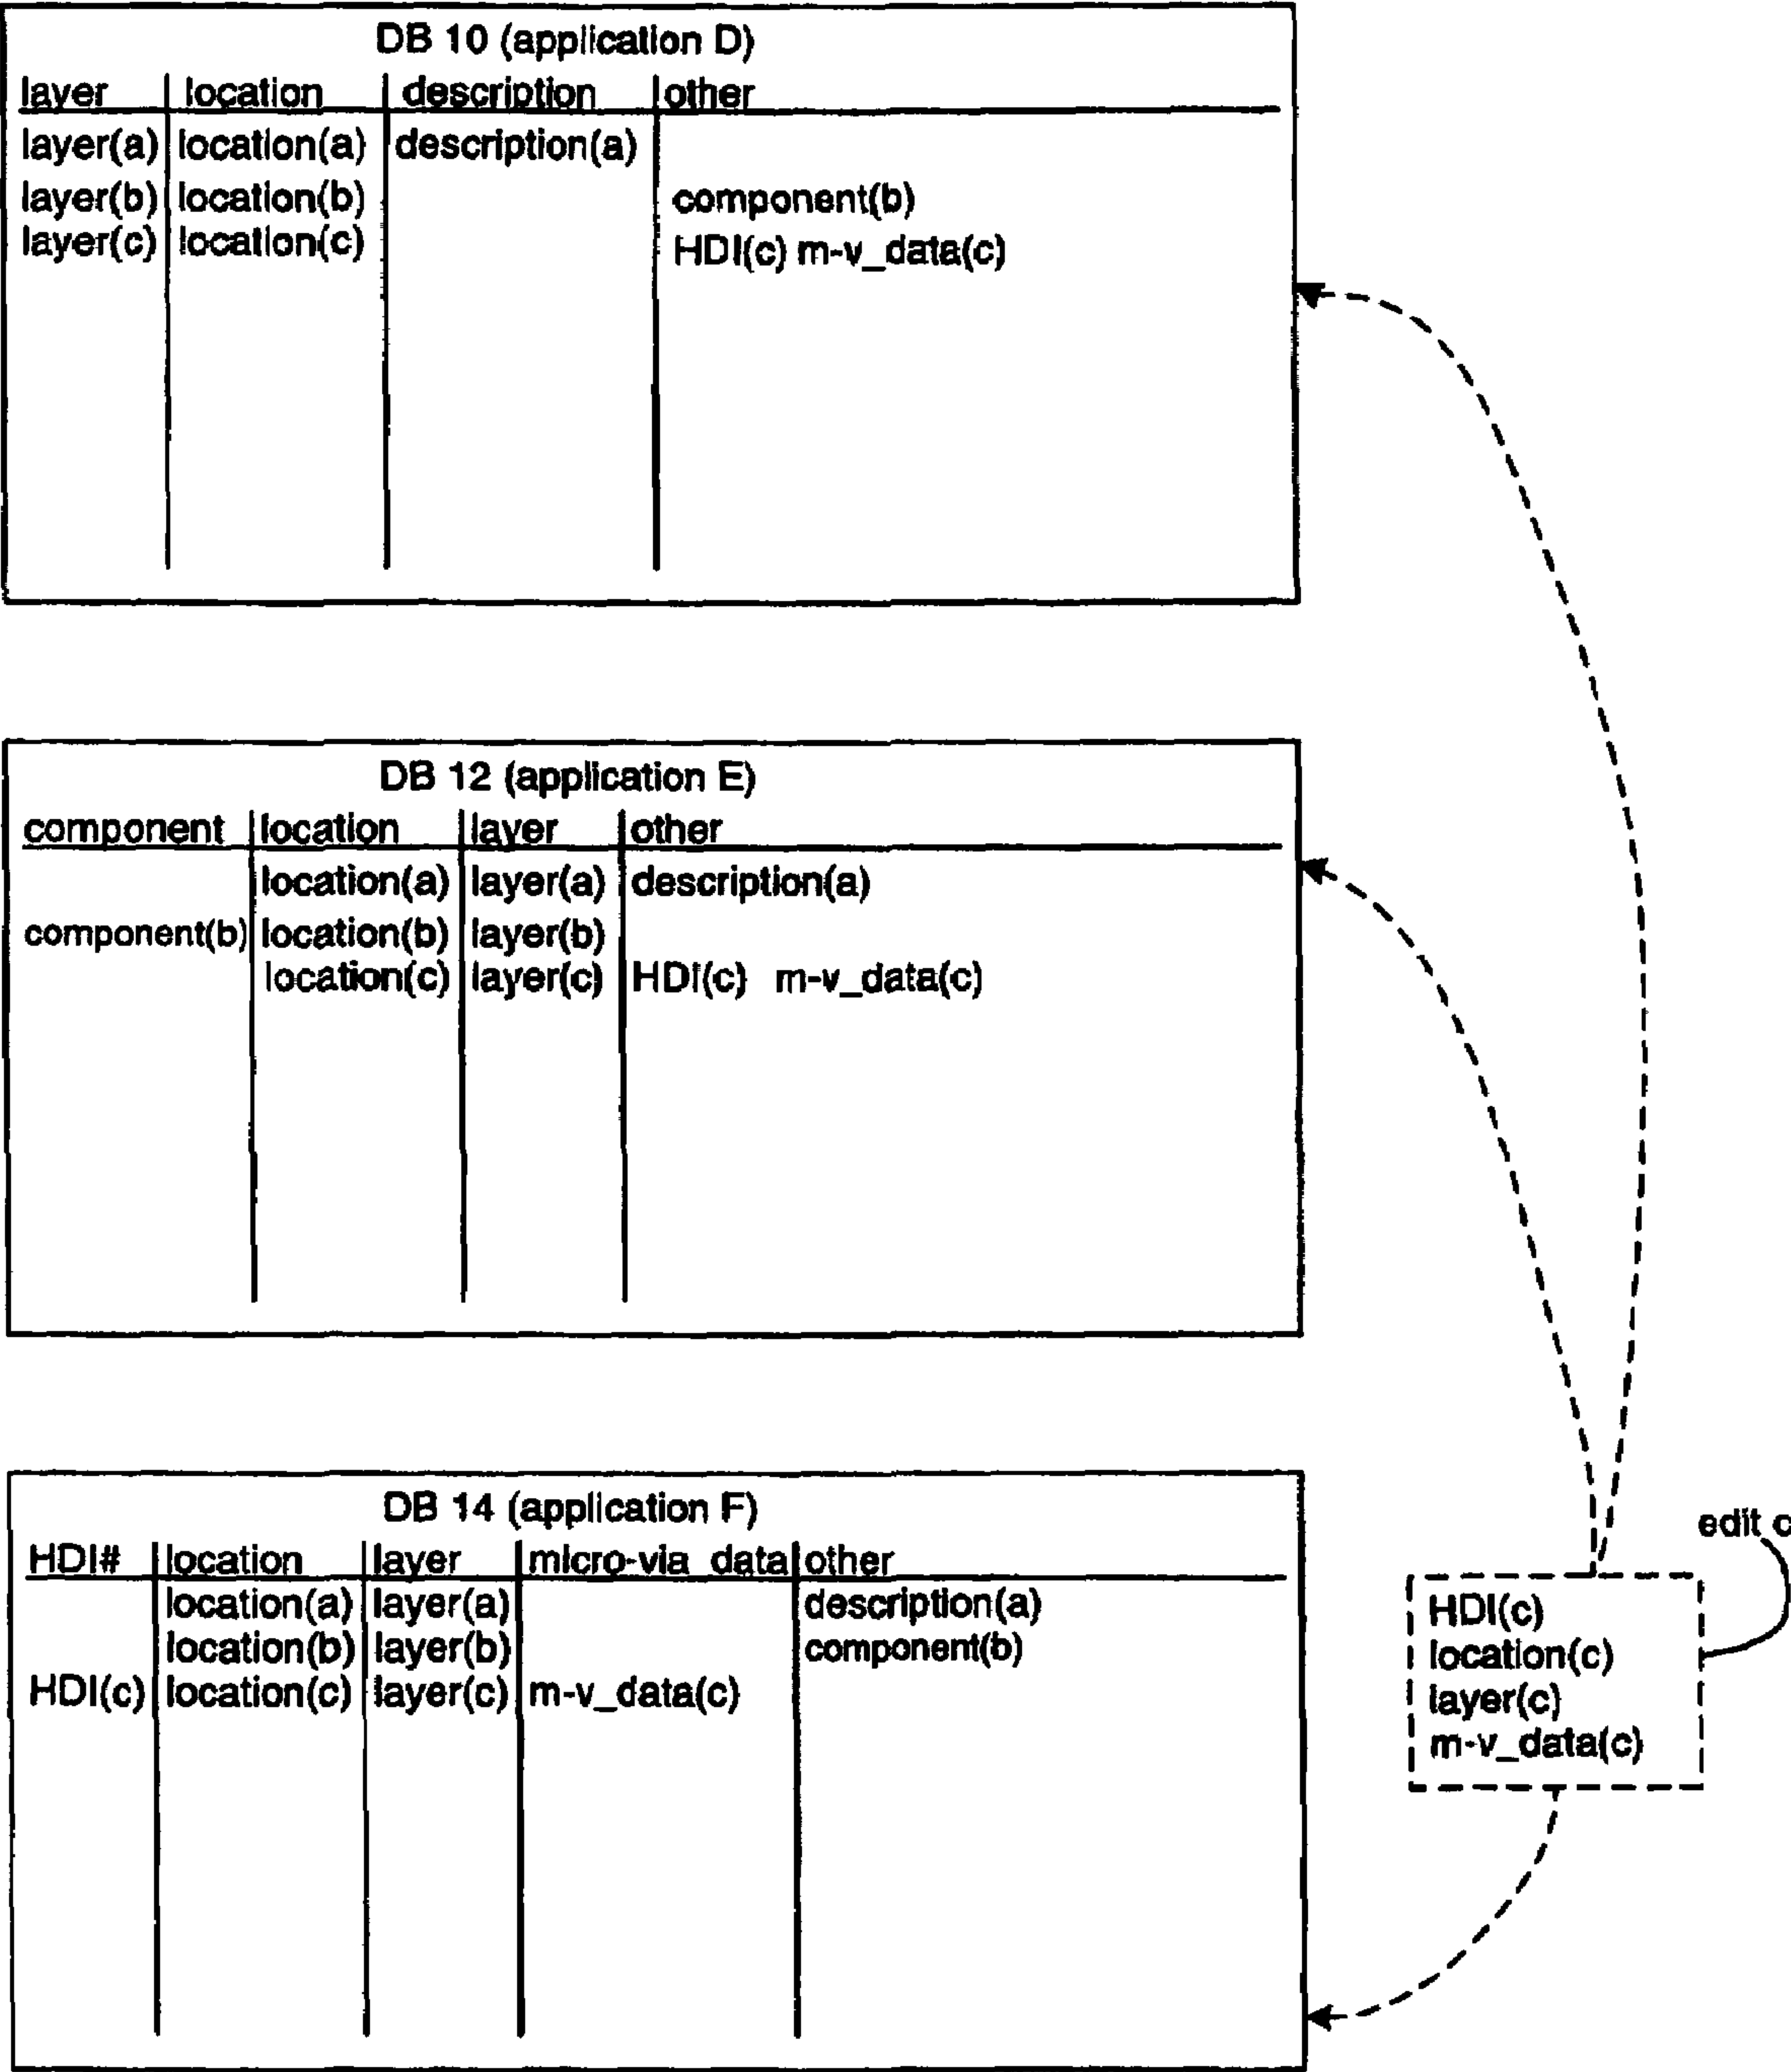 DB 10 (application D)
layer location description other
layer(a) location(a) description(a)
layer(b) location(b) component(b)
layer(c) location(c) HDI(c) m-v_data(c)
DB 12 (application E)
component location layer other
location(a) layer(a) description(a)
component(b) location(b) layer(b)
location(c) layer(c) HDI(c) m-v_data(c)
DB 14 (application F)
HDI# location layer micro-via data other
location(a) layer(a) description(a)
location(b) layer(b) component(b)
HDI(c) location(c) layer(c) m-v_data(c)
edit c
HDI(c)
location(c)
layer(c)
m-v_data(c)